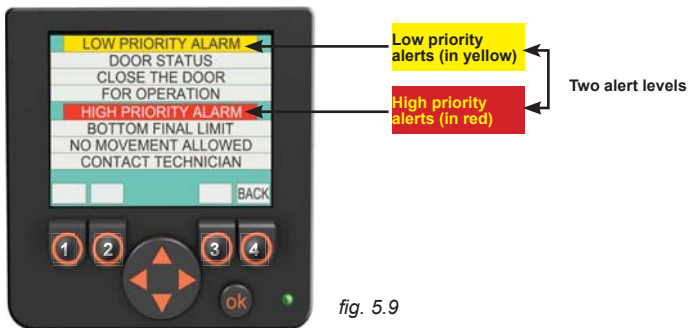 LOW PRIORITY ALARM
DOOR STATUS
CLOSE THE DOOR
FOR OPERATION
HIGH PRIORITY ALARM
BOTTOM FINAL LIMIT
NO MOVEMENT ALLOWED
CONTACT TECHNICIAN
BACK
1 2 3 4
ok
Low priority
alerts (in yellow)
High priority
alerts (in red)
Two alert levels
fig. 5.9